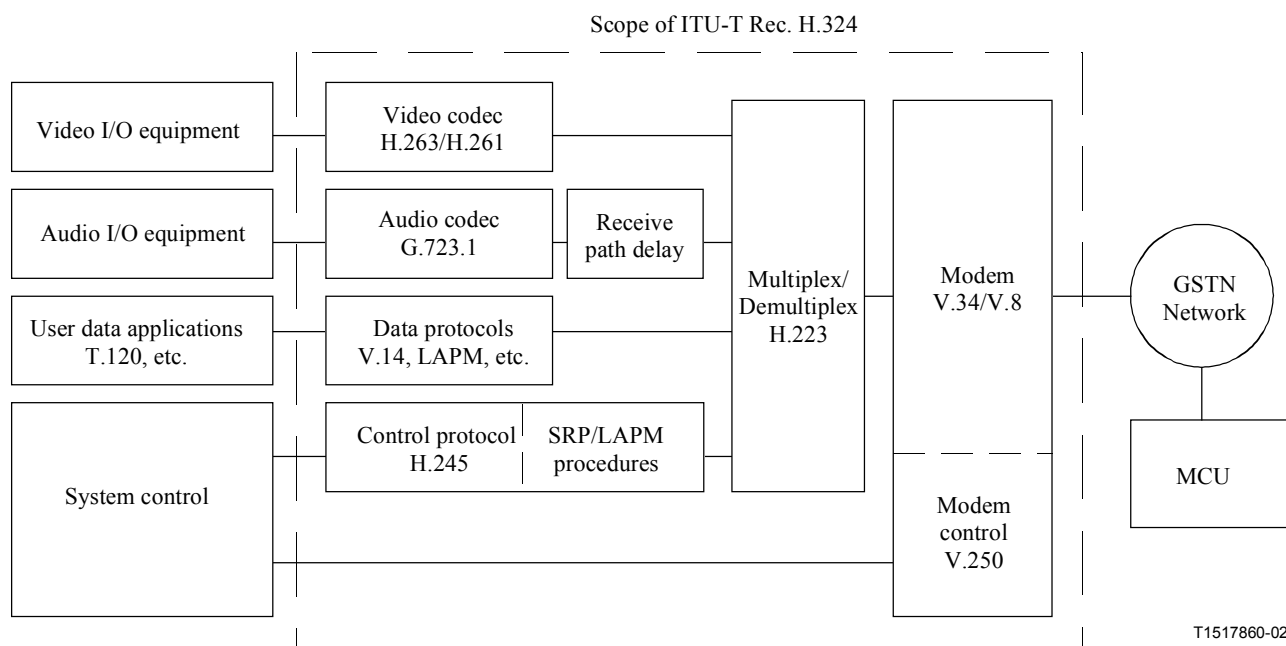 Scope of ITU-T Rec. H.324
Video I/O equipment
Video codec
H.263/H.261
Audio I/O equipment
Audio codec
G.723.1
Receive
path delay
User data applications
T.120, etc.
Data protocols
V.14, LAPM, etc.
System control
Control protocol
H.245
SRP/LAPM
procedures
Multiplex/
Demultiplex
H.223
Modem
V.34/V.8
Modem
control
V.250
GSTN
Network
MCU
T1517860-02